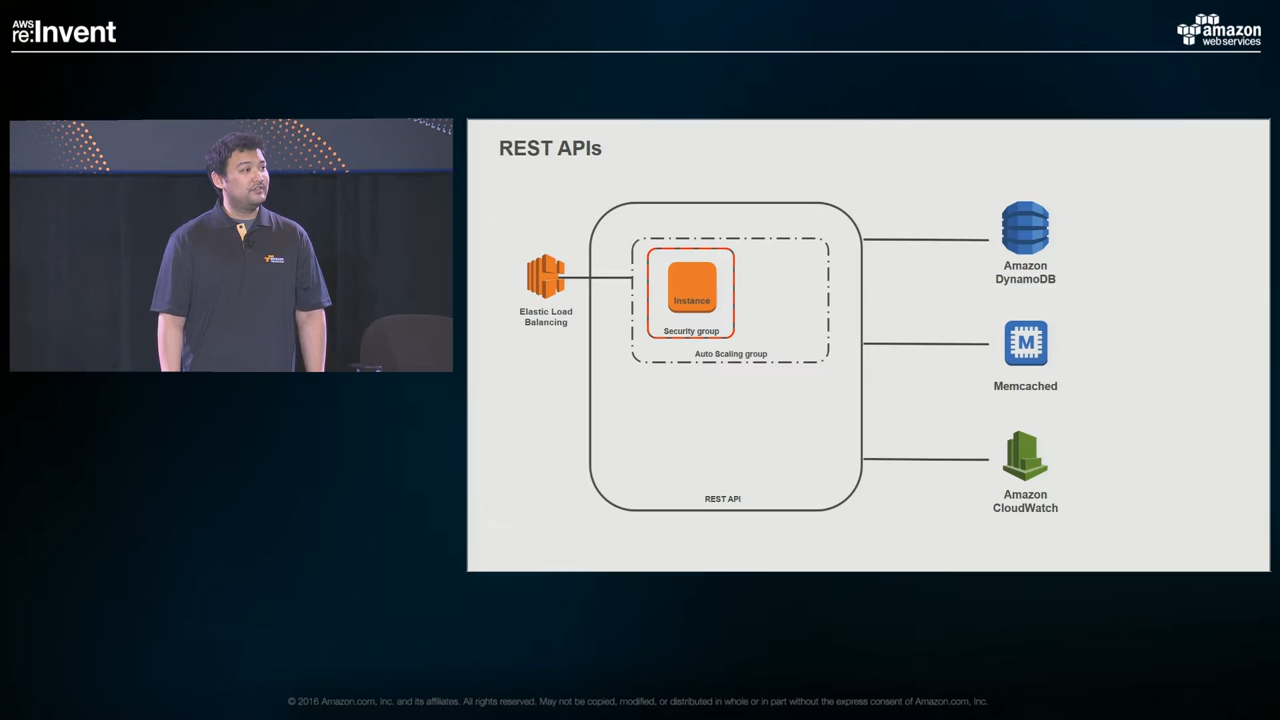 AWS
re:Invent
amazon
webservices
REST APIs
Elastic Load
Balancing
Instance
Security group
Auto Scaling group
REST API
Amazon
DynamoDB
M
Memcached
Amazon
CloudWatch
© 2016 Amazon.com, Inc. and its affiliates. All rights reserved. May not be copied, modified, or distributed in whole or in part without the express consent of Amazon.com, Inc.